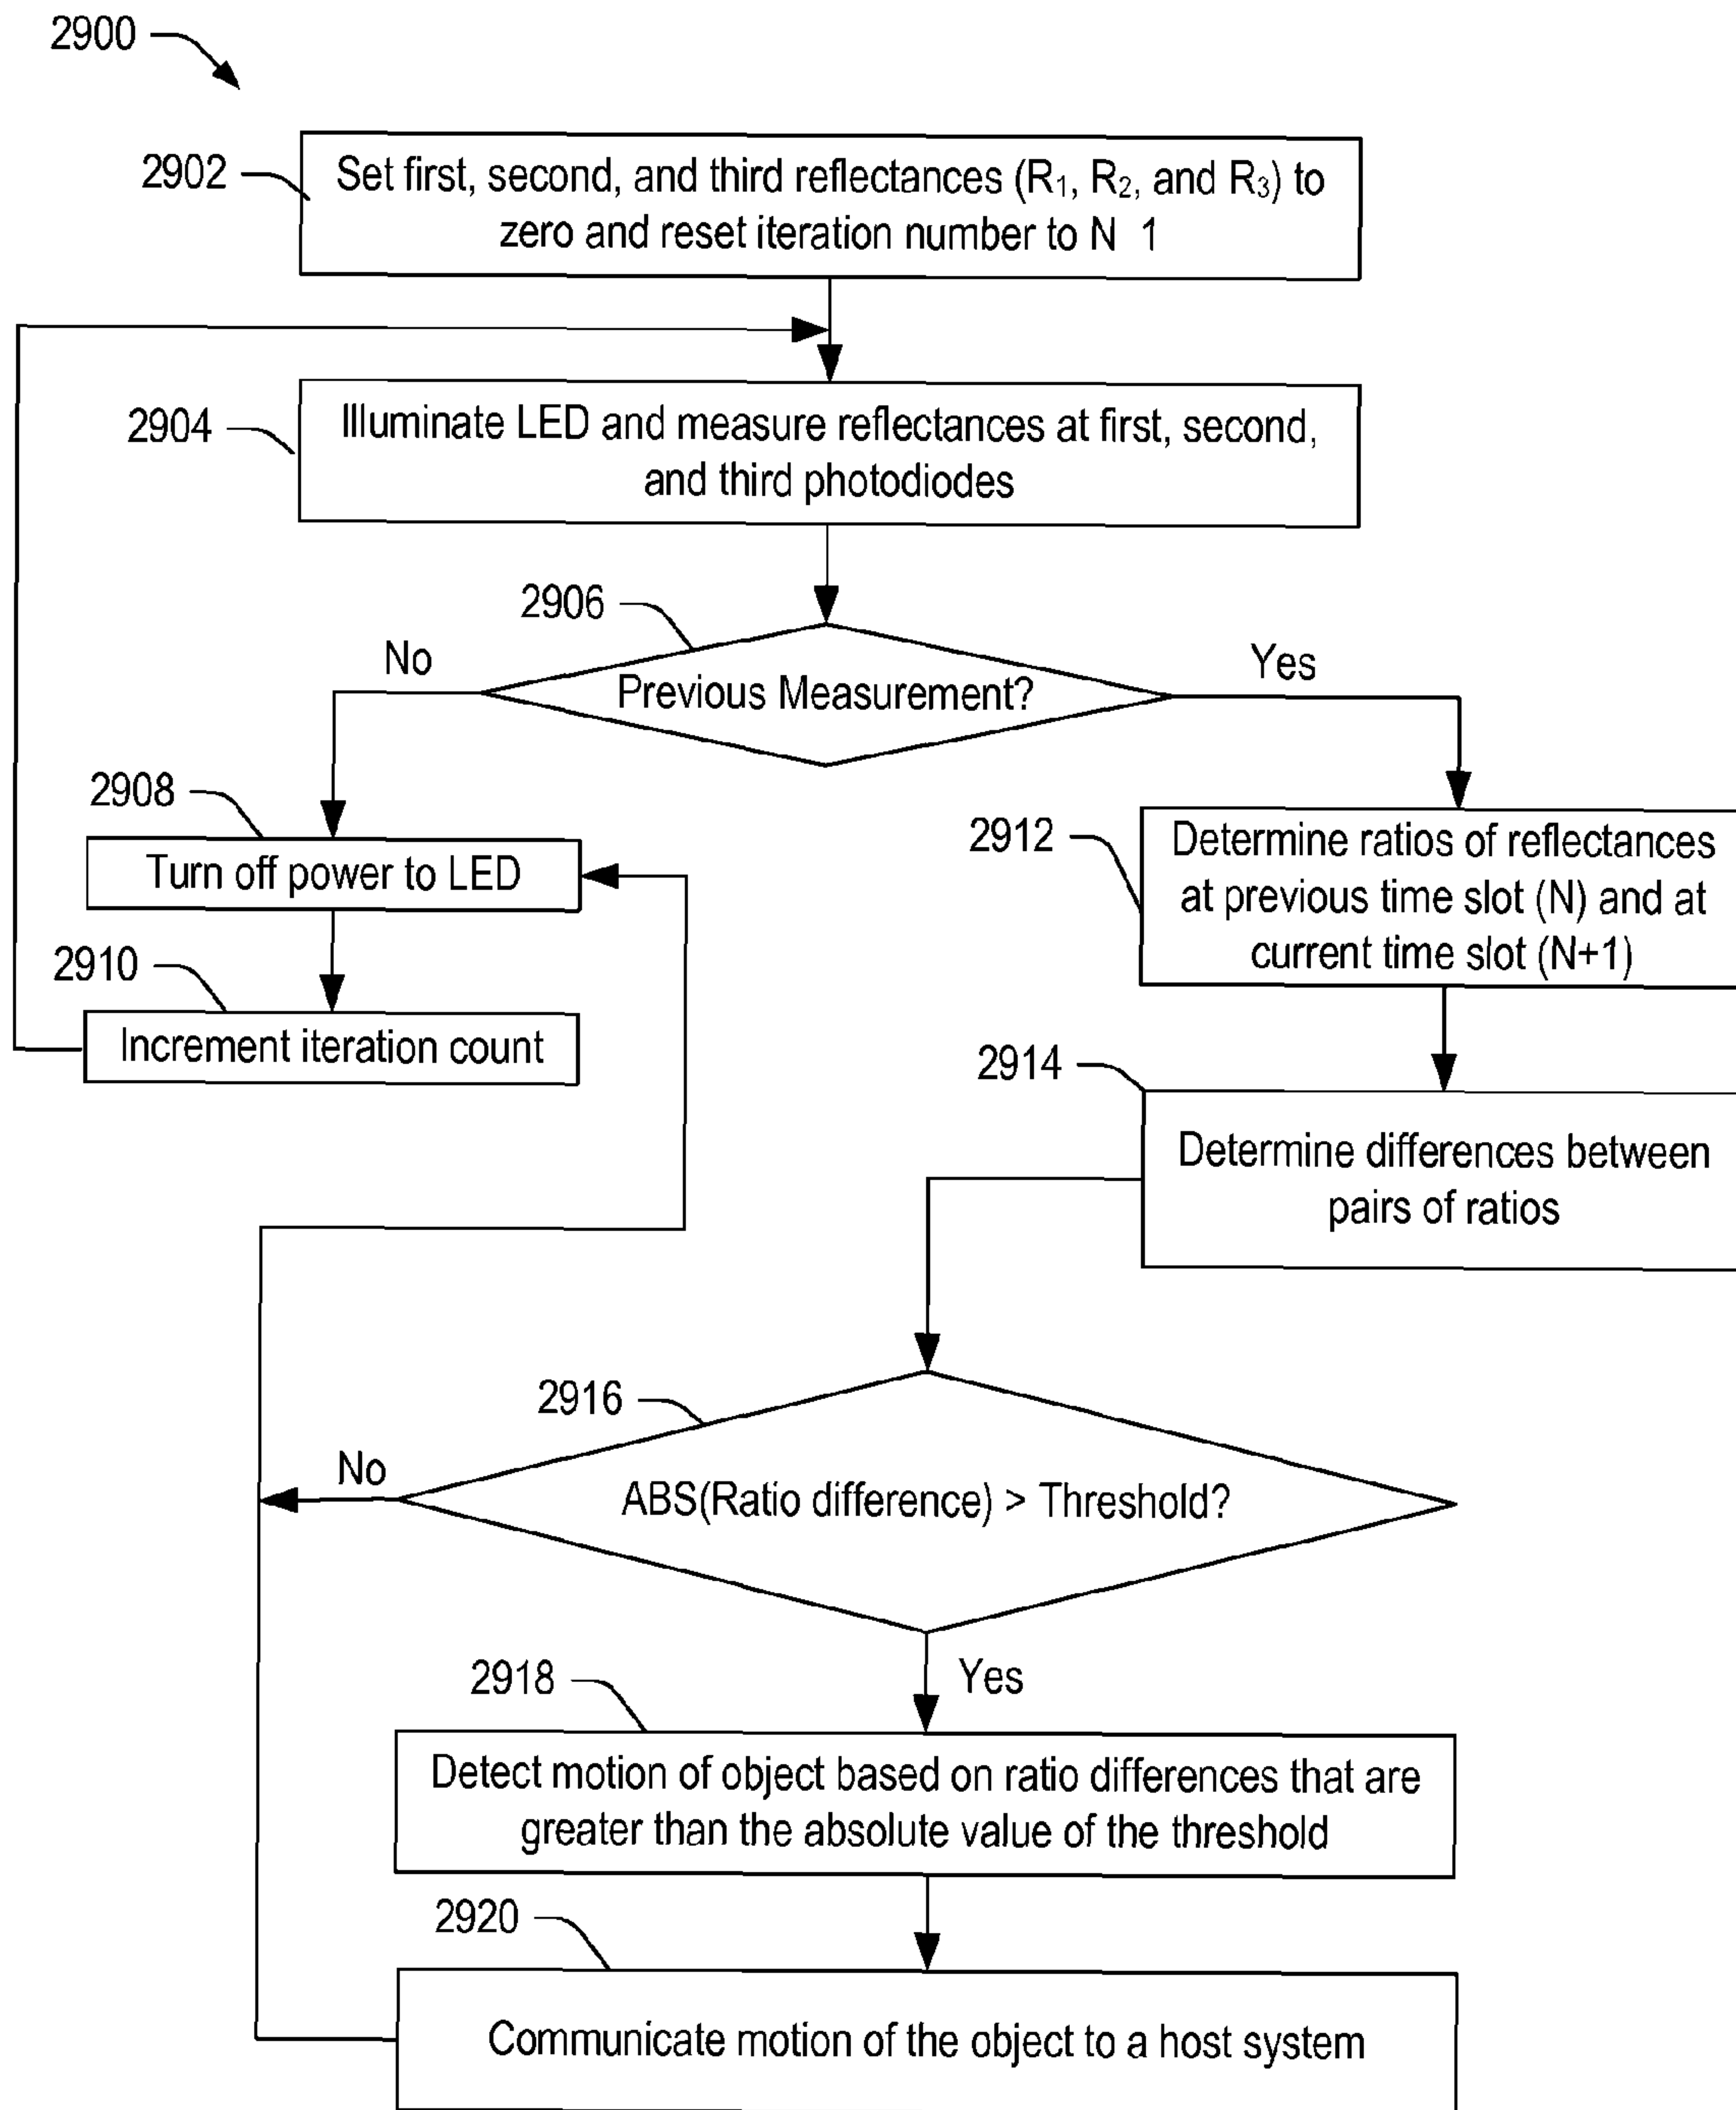 2900
2902
Set first, second, and third reflectances (R₁, R₂, and R₃) to
zero and reset iteration number to N 1
2904
Illuminate LED and measure reflectances at first, second,
and third photodiodes
2906
No
Yes
Previous Measurement?
2908
Turn off power to LED
2912
Determine ratios of reflectances
at previous time slot (N) and at
current time slot (N+1)
2910
Increment iteration count
2914
Determine differences between
pairs of ratios
2916
No
ABS(Ratio difference) > Threshold?
Yes
2918
Detect motion of object based on ratio differences that are
greater than the absolute value of the threshold
2920
Communicate motion of the object to a host system